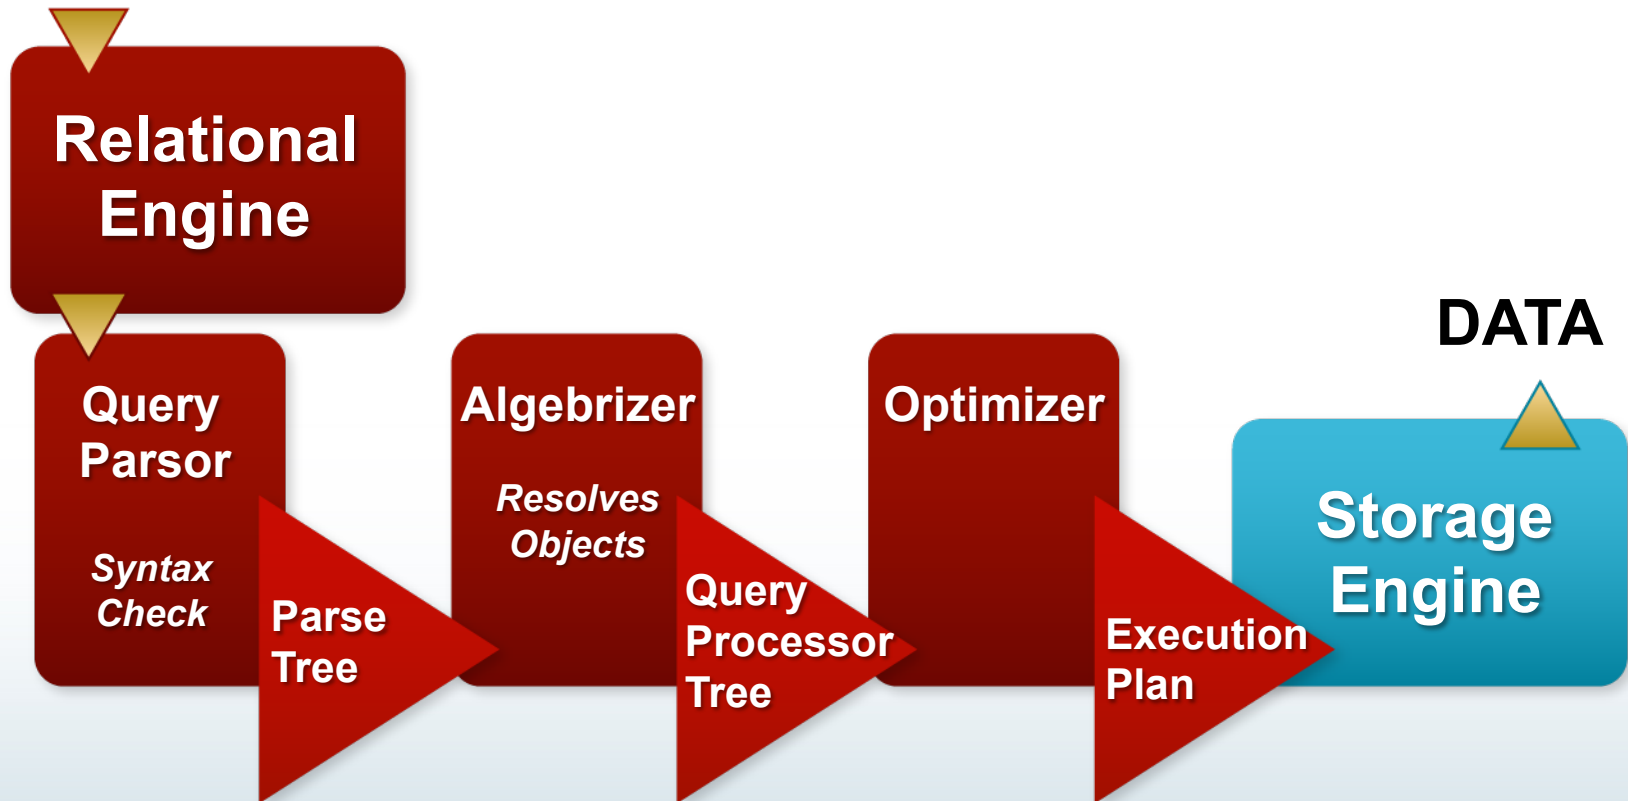 Relational
Engine
DATA
Query
Parsor
Syntax
Check
Parse
Tree
Algebrizer
Resolves
Objects
Query
Processor
Tree
Optimizer
Execution
Plan
Storage
Engine